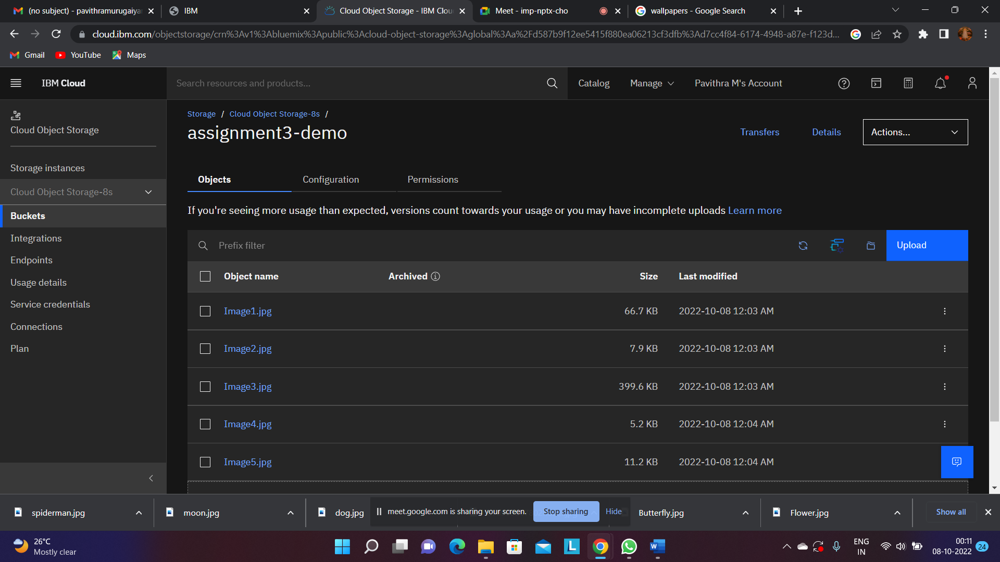 (no subject) - pavithramurugaiya
IBM
Cloud Object Storage - IBM Clou
Meet - imp-nptx-cho
wallpapers - Google Search
cloud.ibm.com/objectstorage/crn%3Av1%3Abluemix%3Apublic%3Acloud-object-storage%3Aglobal%3Aa%2Fd587b9f12ee5415f880ea06213cf3dfb%3Ad7cc4f84-6174-4948-a87e-f123d...
Gmail YouTube Maps
IBM Cloud
Search resources and products...
Catalog Manage Pavithra M's Account
Cloud Object Storage
Storage instances
Cloud Object Storage-8s
Buckets
Integrations
Endpoints
Usage details
Service credentials
Connections
Plan
Storage / Cloud Object Storage-8s /
assignment3-demo
Transfers Details Actions...
Objects Configuration Permissions
If you're seeing more usage than expected, versions count towards your usage or you may have incomplete uploads Learn more
Prefix filter
Upload
Object name Archived Size Last modified
Image1.jpg 66.7 KB 2022-10-08 12:03 AM
Image2.jpg 7.9 KB 2022-10-08 12:03 AM
Image3.jpg 399.6 KB 2022-10-08 12:03 AM
Image4.jpg 5.2 KB 2022-10-08 12:04 AM
Image5.jpg 11.2 KB 2022-10-08 12:04 AM
spiderman.jpg
moon.jpg
dog.jpg
meet.google.com is sharing your screen. Stop sharing Hide
Butterfly.jpg
Flower.jpg
Show all
26°C
Mostly clear
ENG
IN
00:11
08-10-2022
24